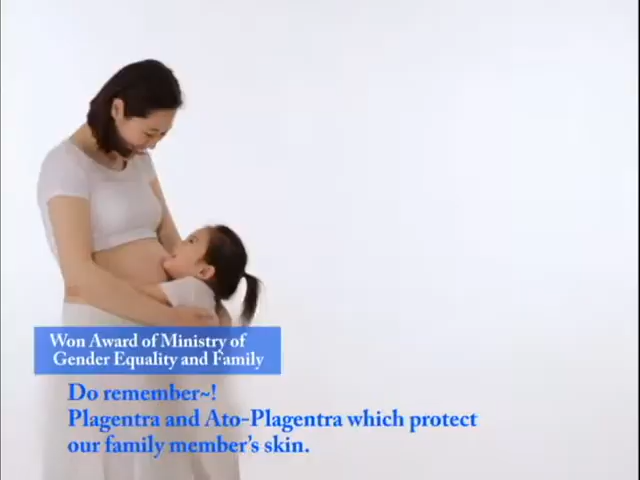 Won Award of Ministry of
Gender Equality and Family
Do remember~!
Plagentra and Ato-Plagentra which protect
our family member's skin.